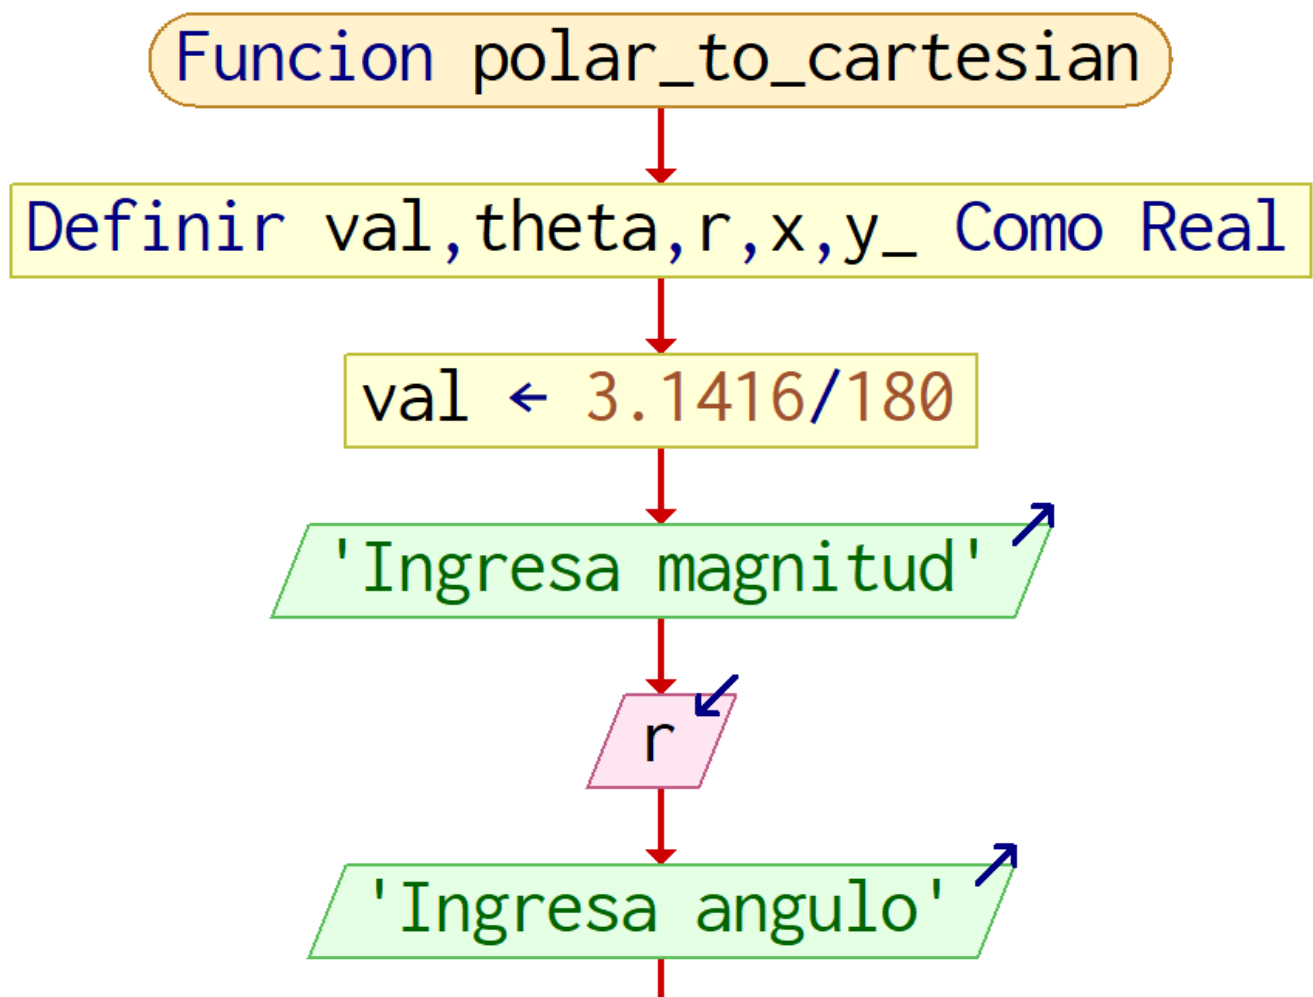 Funcion polar_to_cartesian
Definir val,theta,r,x,y_ Como Real
val ← 3.1416/180
'Ingresa magnitud'
r
'Ingresa angulo'